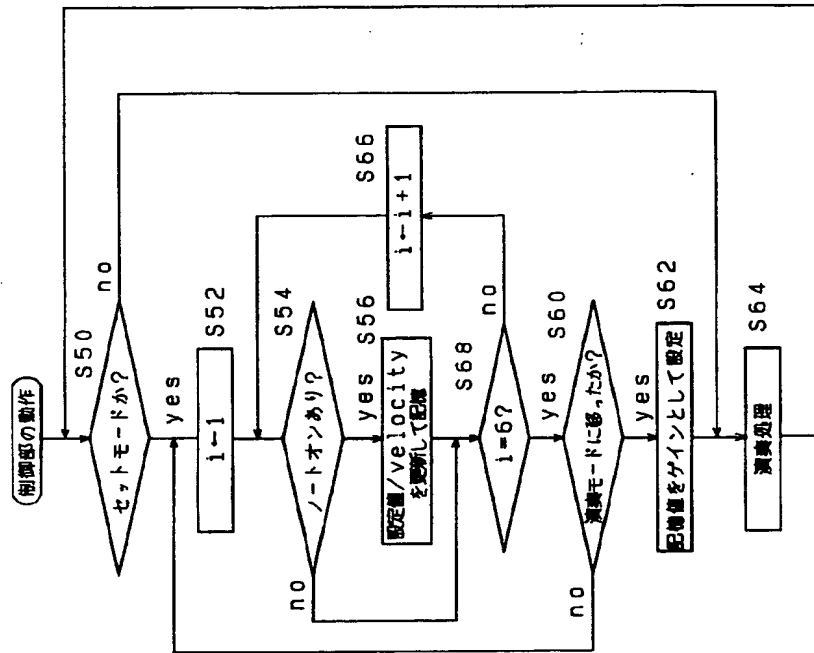 制御部の動作
S50
セットモードか?
no
yes
S52
i←1
S54
ノートオンあり?
no
yes
S56
設定値/velocity
を更新して記憶
S66
i←i+1
S68
i=6?
no
yes
S60
演奏モードに移ったか?
no
yes
S62
記憶値をゲインとして設定
S64
演奏処理